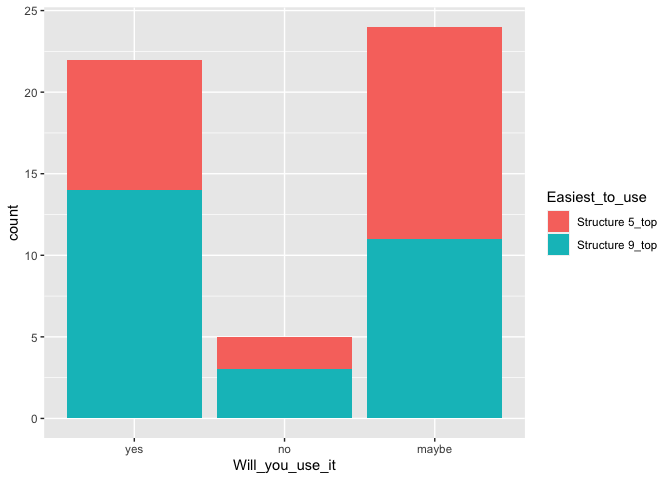 25
20
15
10
5
0
count
yes no maybe
Will_you_use_it
Easiest_to_use
Structure 5_top
Structure 9_top